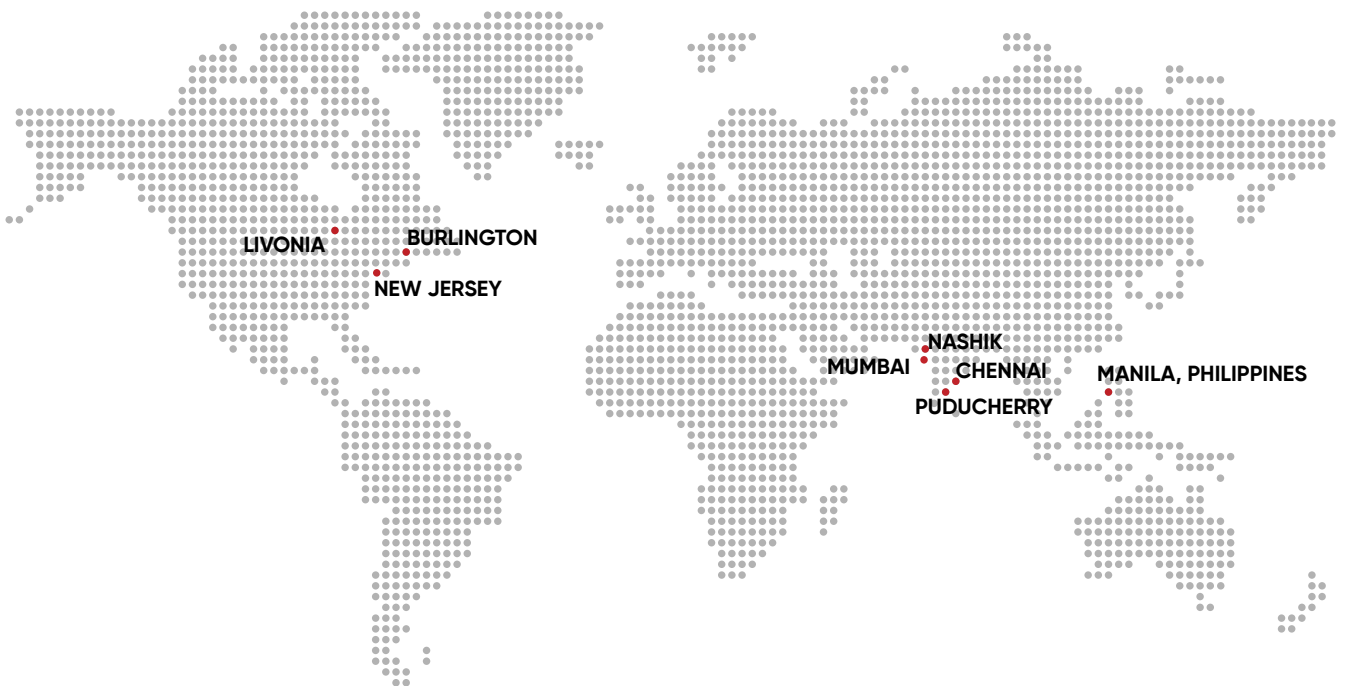 BURLINGTON
LIVONIA
NEW JERSEY
NASHIK
MUMBAI
CHENNAI
MANILA, PHILIPPINES
PUDUCHERRY